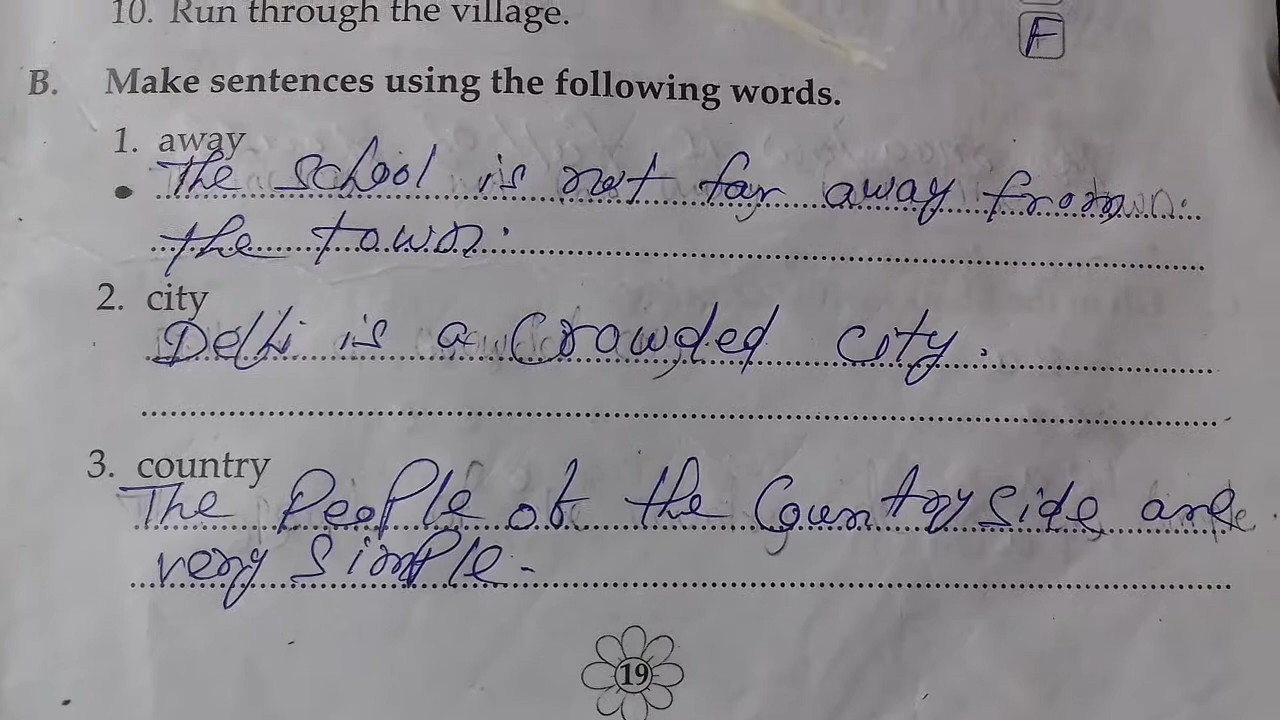 10. Run through the village.
F
B. Make sentences using the following words.
1. away
The School is not far away from
the town.
2. city
Delhi is a Crowded city.
3. country
The People of the Countryside are
very Simple.
19